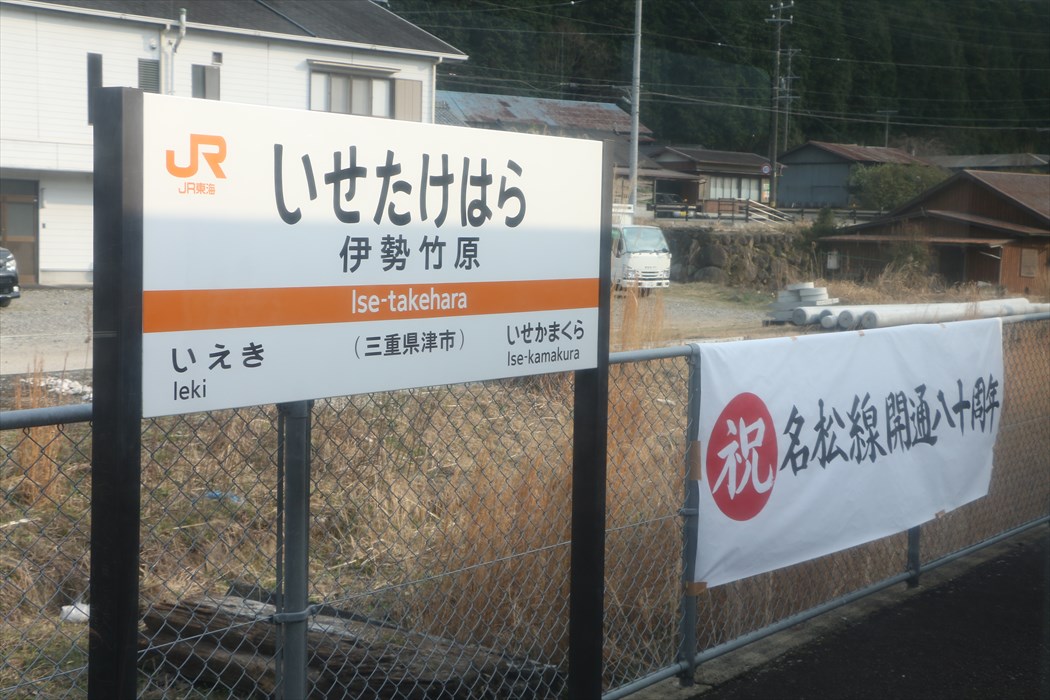 JR
JR東海
いせたけはら
伊勢竹原
Ise-takehara
いえき
Ieki
（三重県津市）
いせかまくら
Ise-kamakura
祝
名松線開通八十周年